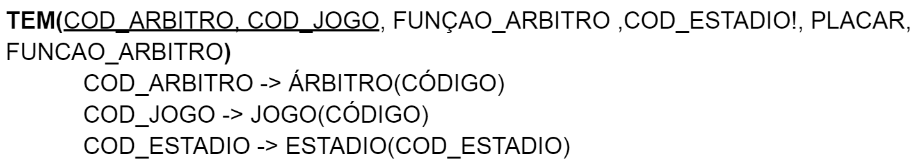 TEM(COD_ARBITRO, COD_JOGO, FUNÇAO_ARBITRO ,COD_ESTADIO!, PLACAR,
FUNCAO_ARBITRO)
COD_ARBITRO -> ÁRBITRO(CÓDIGO)
COD_JOGO -> JOGO(CÓDIGO)
COD_ESTADIO -> ESTADIO(COD_ESTADIO)